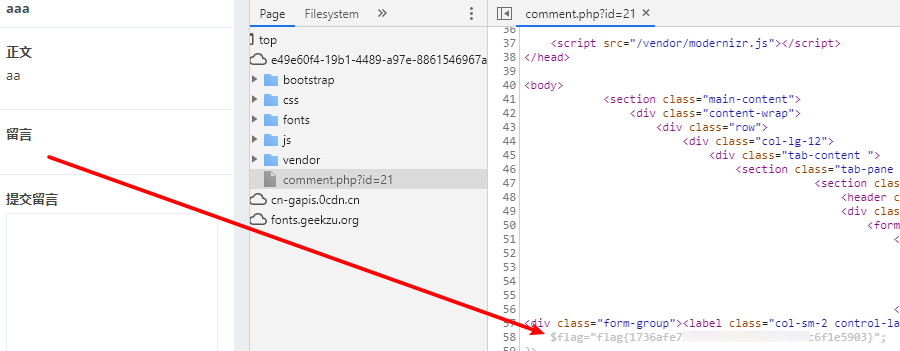 aaa
正文
aa
留言
提交留言
Page
Filesystem
top
e49e60f4-19b1-4489-a97e-8861546967a
bootstrap
css
fonts
js
vendor
comment.php?id=21
cn-gapis.0cdn.cn
fonts.geekzu.org
comment.php?id=21
36
37 <script src="/vendor/modernizr.js"></script>
38 </head>
39
40 <body>
41 <section class="main-content">
42 <div class="content-wrap">
43 <div class="row">
44 <div class="col-lg-12">
45 <div class="tab-content ">
46 <section class="tab-pane
47 <section clas
48 <header c
49 <div clas
50 <form
51 <
52
53
54
55
56 <
57 <div class="form-group"><label class="col-sm-2 control-la
58 $flag="flag{1736afe7 c6f1e5903}";
59 ?>